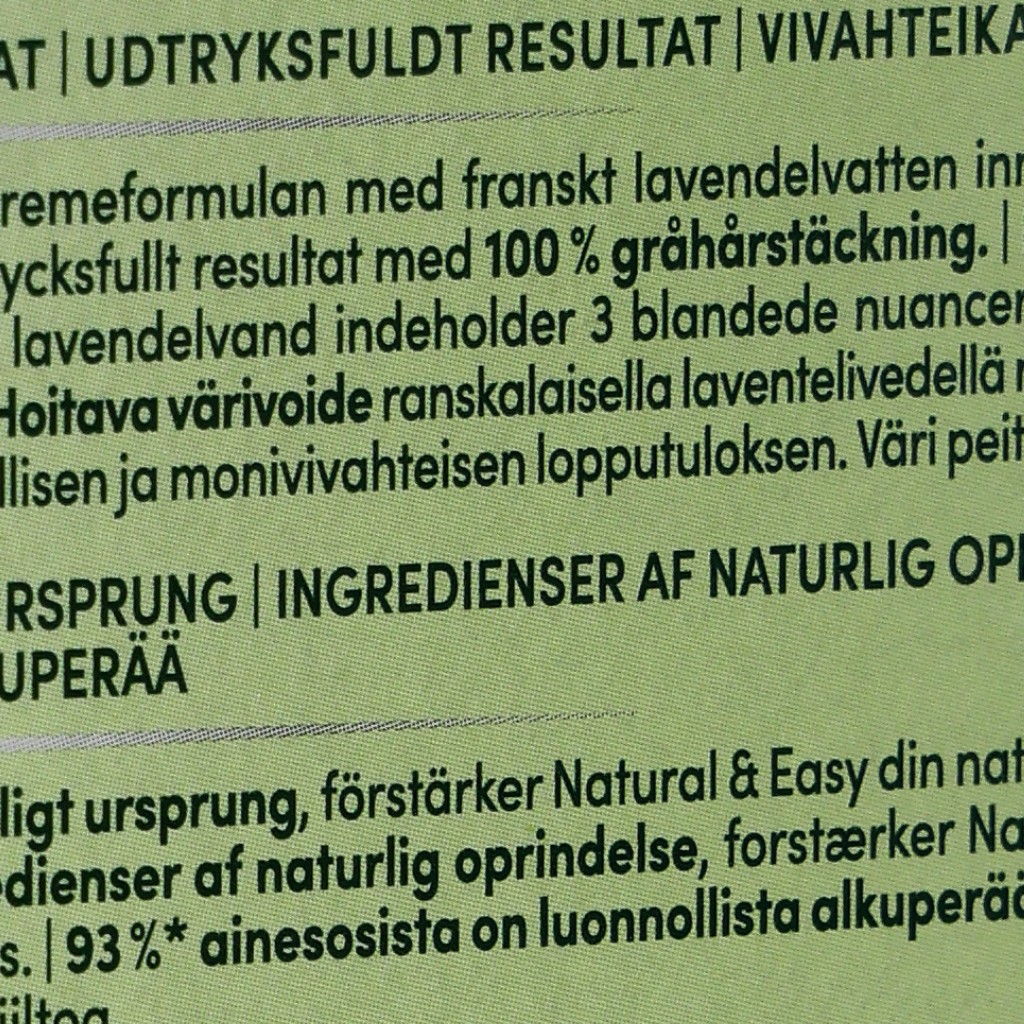 AT | UDTRYKSFULDT RESULTAT | VIVAHTEIKA
remeformulan med franskt lavendelvatten inn
ycksfullt resultat med 100 % gråhårstäckning. |
lavendelvand indeholder 3 blandede nuancer
Hoitava värivoide ranskalaisella laventelivedellä
llisen ja monivivahteisen lopputuloksen. Väri peit
RSPRUNG | INGREDIENSER AF NATURLIG OPR
UPERÄÄ
ligt ursprung, förstärker Natural & Easy din nat
dienser af naturlig oprindelse, forstærker Na
s. | 93 %* ainesosista on luonnollista alkuperää